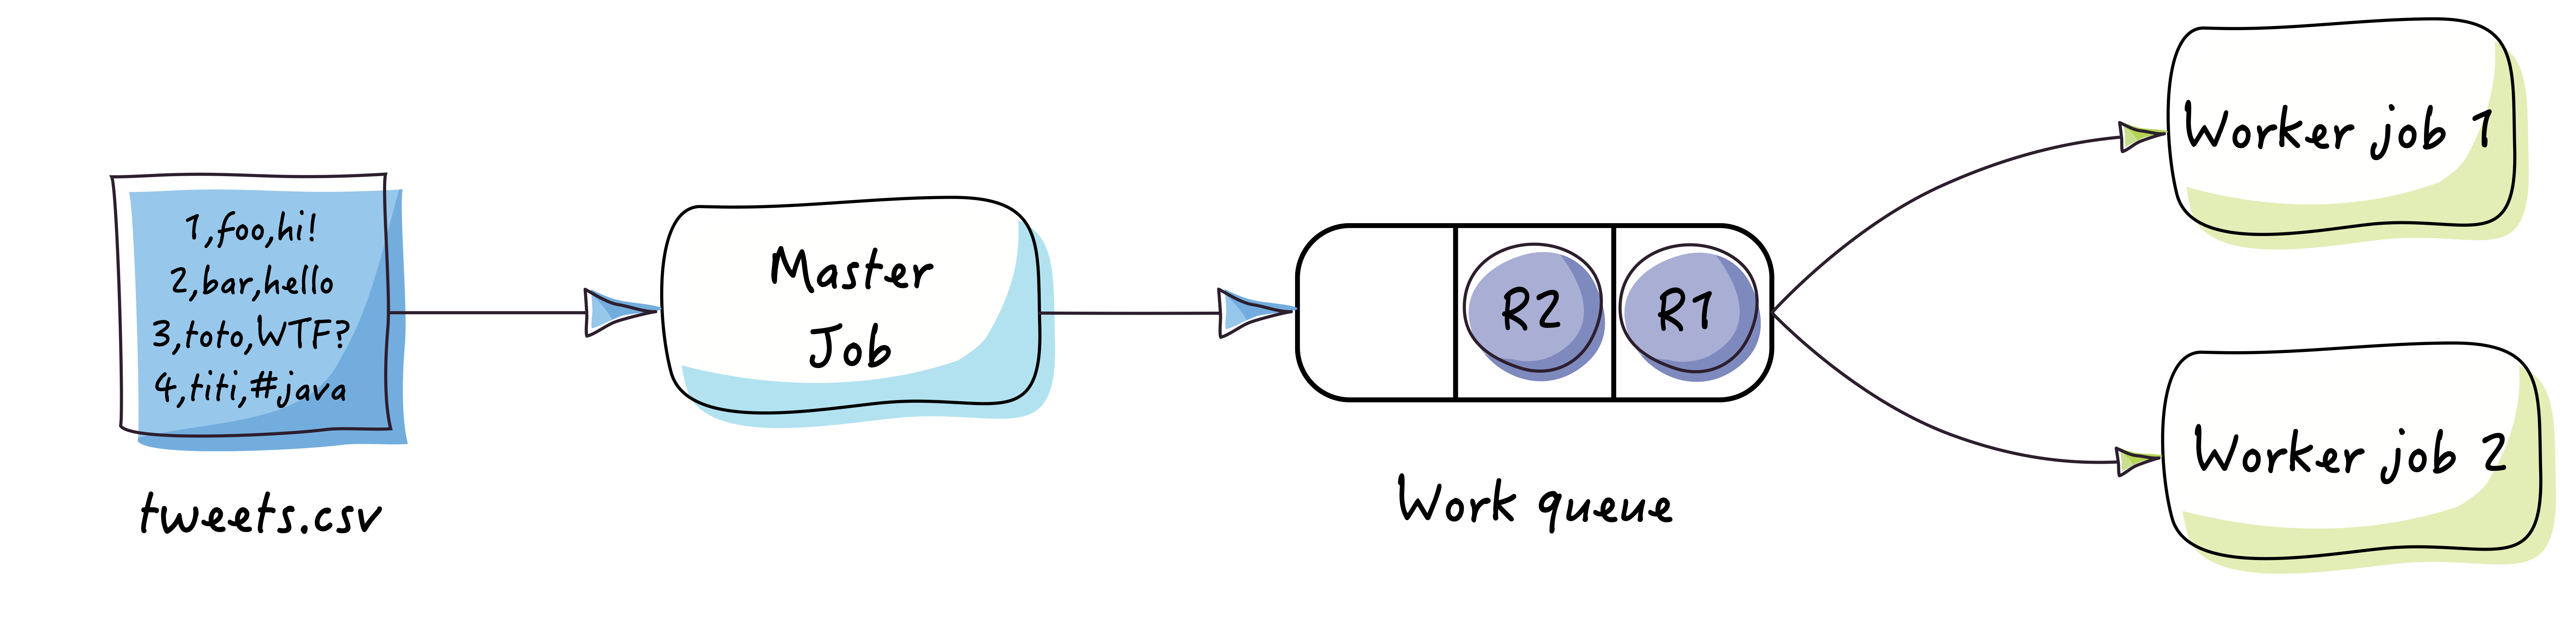 1,foo,hi!
2,bar,hello
3,toto,WTF?
4,titi,#java
tweets.csv
Master
Job
R2
R1
Work queue
Worker job 1
Worker job 2